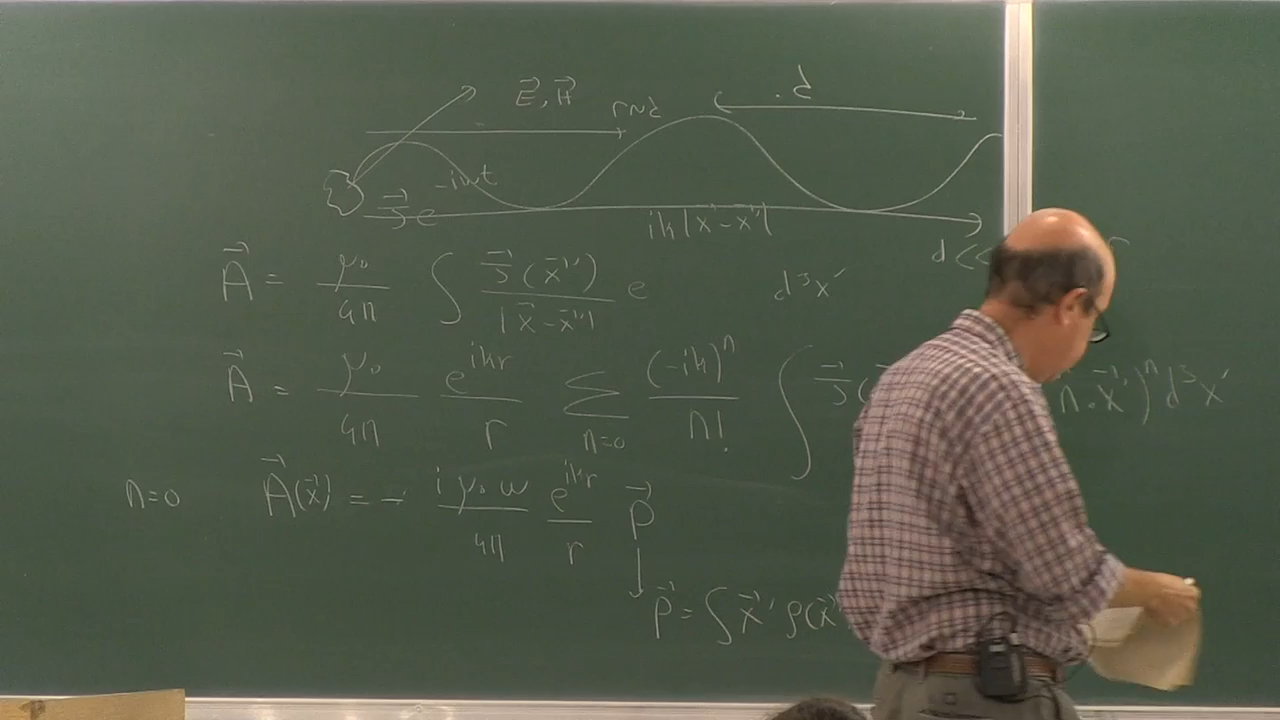 E⃗, H⃗
r~λ
λ
J⃗ e^{-iωt}
d <<
A⃗ = μ₀/4π ∫ J⃗(x⃗')/|x⃗-x⃗'| e^{ik|x⃗-x⃗'|} d³x'
A⃗ = μ₀/4π e^{ikr}/r Σ_{n=0} (-ik)^n/n! ∫ J⃗( n.x⃗')^n d³x'
n=0 A⃗(x⃗) = - iμ₀ω/4π e^{ikr}/r p⃗
p⃗ = ∫ x⃗' ρ(x⃗'